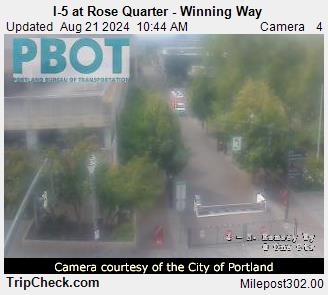 I-5 at Rose Quarter - Winning Way
Updated Aug 21 2024 10:44 AM Camera 4
PBOT
PORTLAND BUREAU OF TRANSPORTATION
Camera courtesy of the City of Portland
TripCheck.com Milepost302.00